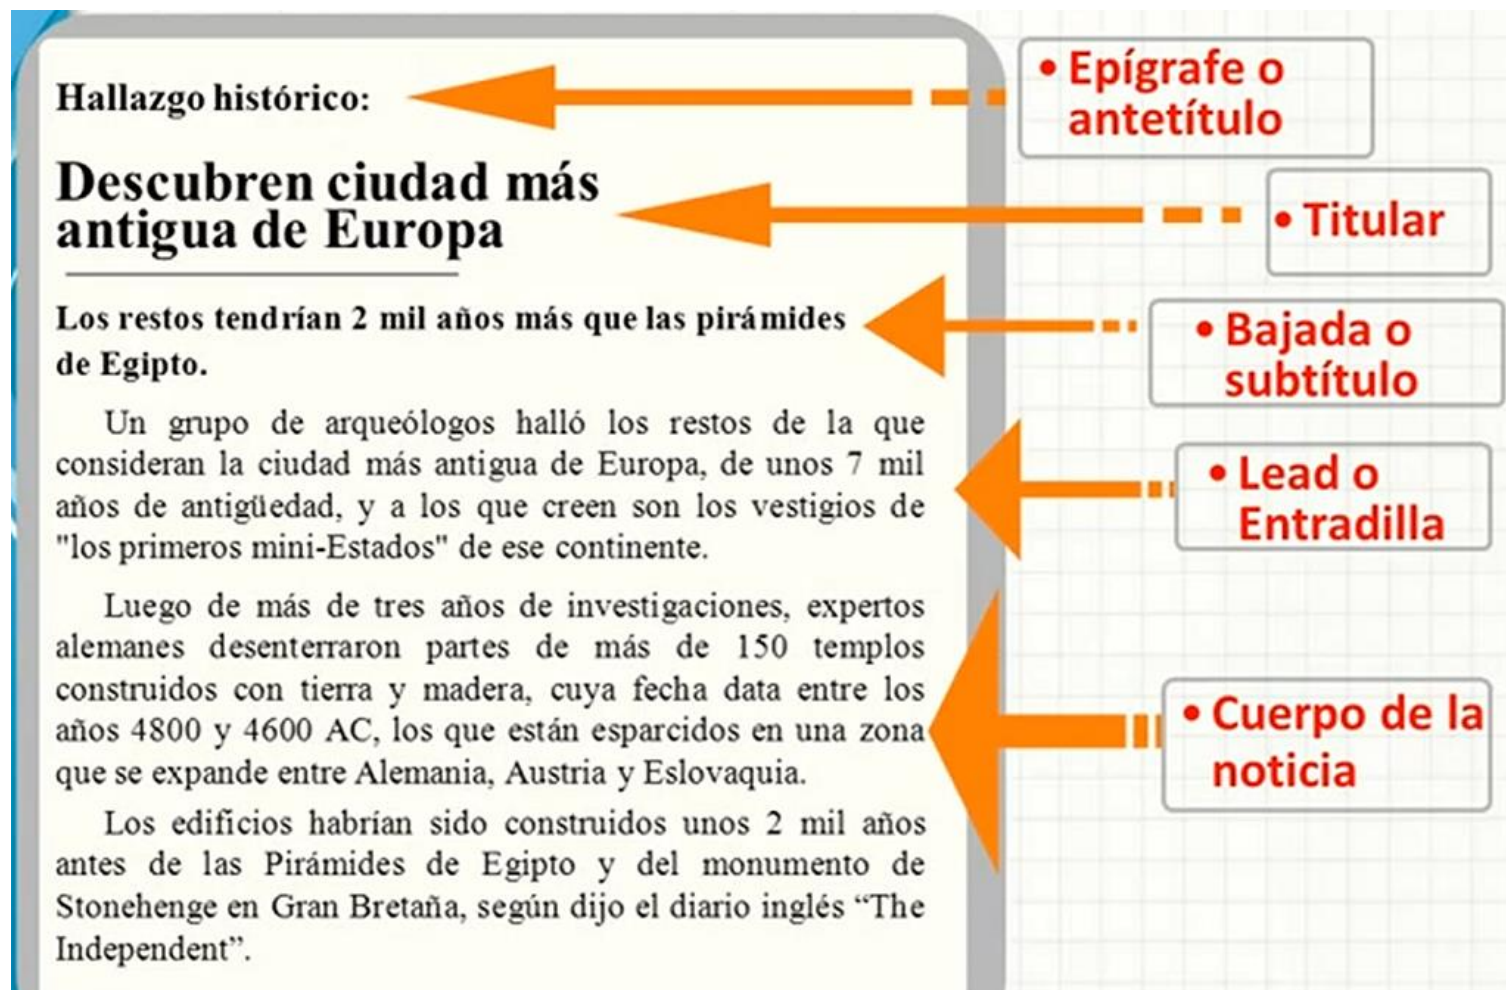 Hallazgo histórico:
Descubren ciudad más
antigua de Europa
Los restos tendrían 2 mil años más que las pirámides
de Egipto.
Un grupo de arqueólogos halló los restos de la que
consideran la ciudad más antigua de Europa, de unos 7 mil
años de antigüedad, y a los que creen son los vestigios de
"los primeros mini-Estados" de ese continente.
Luego de más de tres años de investigaciones, expertos
alemanes desenterraron partes de más de 150 templos
construidos con tierra y madera, cuya fecha data entre los
años 4800 y 4600 AC, los que están esparcidos en una zona
que se expande entre Alemania, Austria y Eslovaquia.
Los edificios habrían sido construidos unos 2 mil años
antes de las Pirámides de Egipto y del monumento de
Stonehenge en Gran Bretaña, según dijo el diario inglés “The
Independent”.
• Epígrafe o
antetítulo
• Titular
• Bajada o
subtítulo
• Lead o
Entradilla
• Cuerpo de la
noticia